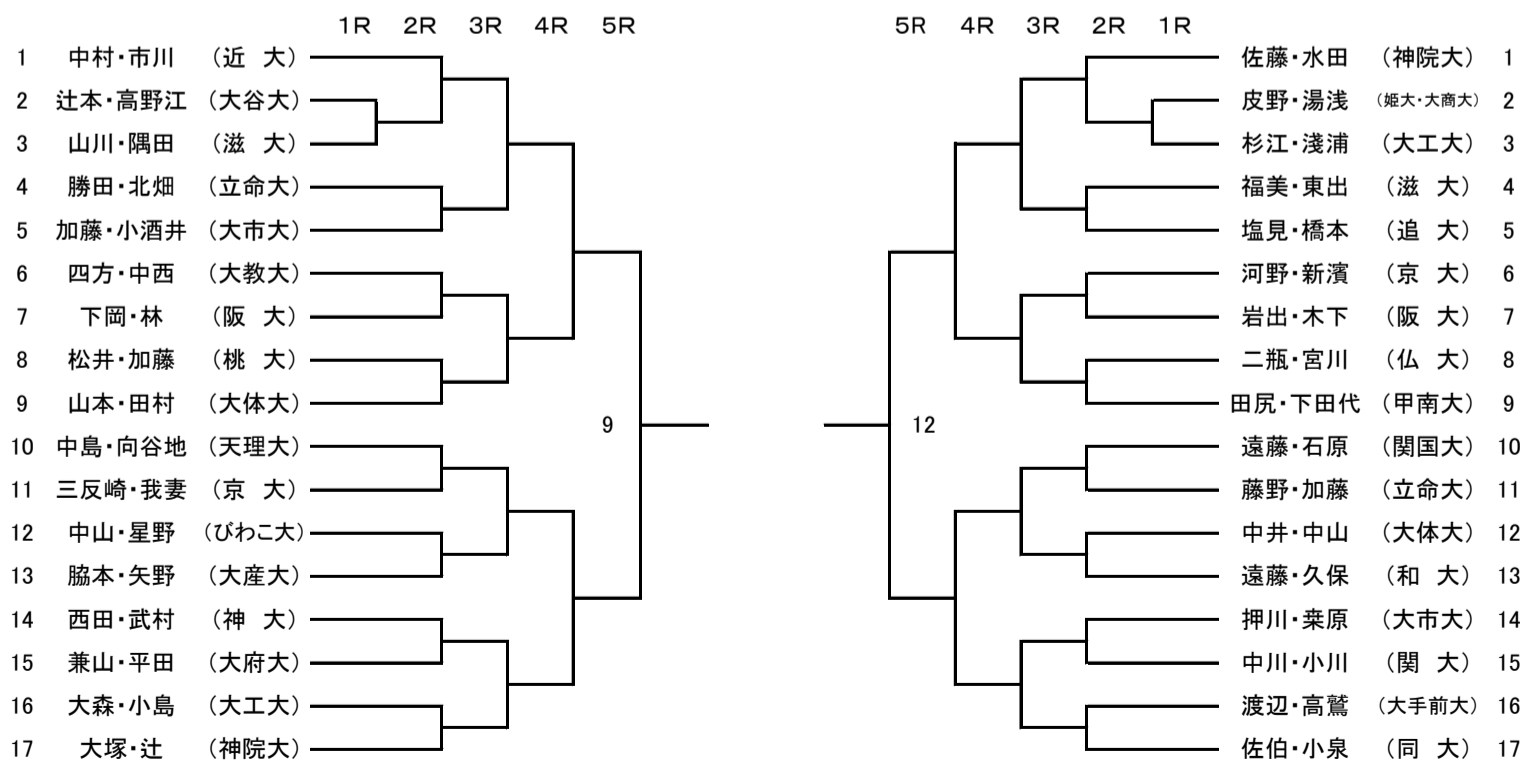 1R 2R 3R 4R 5R 5R 4R 3R 2R 1R
1 中村・市川 (近 大) 佐藤・水田 (神院大) 1
2 辻本・高野江 (大谷大) 皮野・湯浅 (姫大・大商大) 2
3 山川・隅田 (滋 大) 杉江・淺浦 (大工大) 3
4 勝田・北畑 (立命大) 福美・東出 (滋 大) 4
5 加藤・小酒井 (大市大) 塩見・橋本 (追 大) 5
6 四方・中西 (大教大) 河野・新濱 (京 大) 6
7 下岡・林 (阪 大) 岩出・木下 (阪 大) 7
8 松井・加藤 (桃 大) 二瓶・宮川 (仏 大) 8
9 山本・田村 (大体大) 田尻・下田代 (甲南大) 9
9 12
10 中島・向谷地 (天理大) 遠藤・石原 (関国大) 10
11 三反崎・我妻 (京 大) 藤野・加藤 (立命大) 11
12 中山・星野 (びわこ大) 中井・中山 (大体大) 12
13 脇本・矢野 (大産大) 遠藤・久保 (和 大) 13
14 西田・武村 (神 大) 押川・桒原 (大市大) 14
15 兼山・平田 (大府大) 中川・小川 (関 大) 15
16 大森・小島 (大工大) 渡辺・高鷲 (大手前大) 16
17 大塚・辻 (神院大) 佐伯・小泉 (同 大) 17